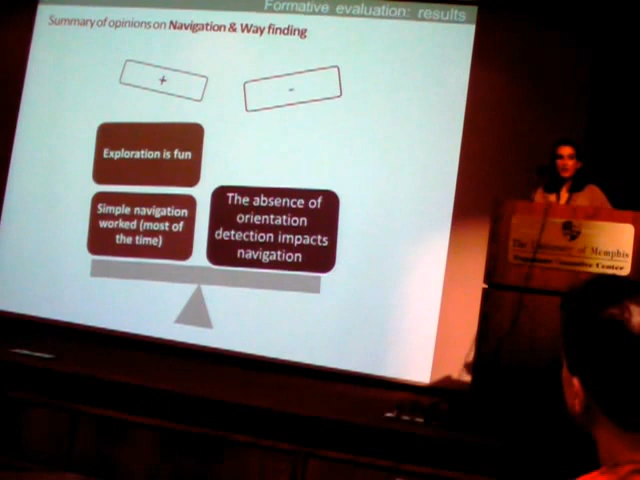 Formative evaluation: results
Summary of opinions on Navigation & Way finding
+
-
Exploration is fun
Simple navigation
worked (most of
the time)
The absence of
orientation
detection impacts
navigation
The University of Memphis
Center